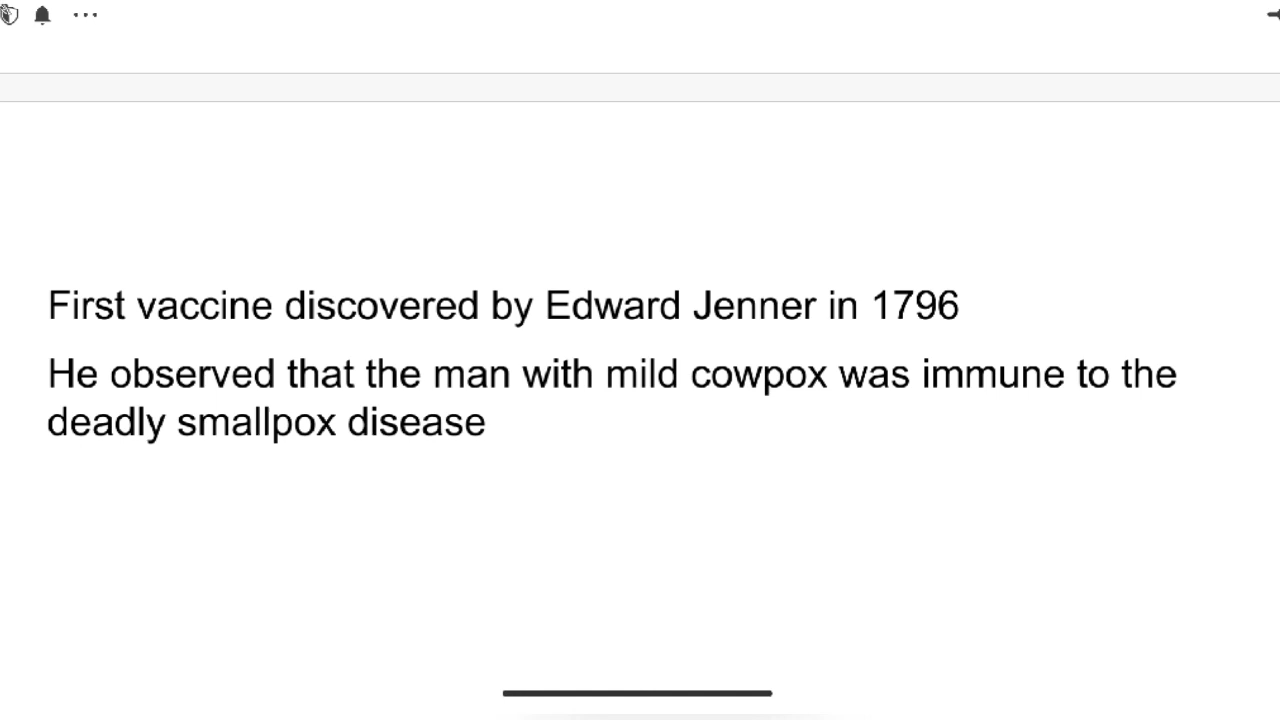 First vaccine discovered by Edward Jenner in 1796
He observed that the man with mild cowpox was immune to the
deadly smallpox disease